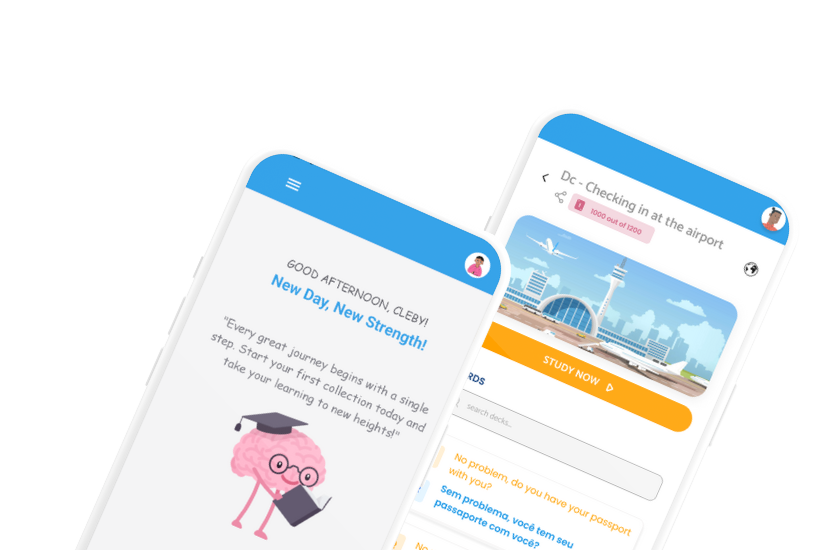 GOOD AFTERNOON, CLEBY!
New Day, New Strength!
"Every great journey begins with a single
step. Start your first collection today and
take your learning to new heights!"
Dc - Checking in at the airport
1000 out of 1200
STUDY NOW
RDS
search decks...
No problem, do you have your passport
with you?
Sem problema, você tem seu
passaporte com você?
No